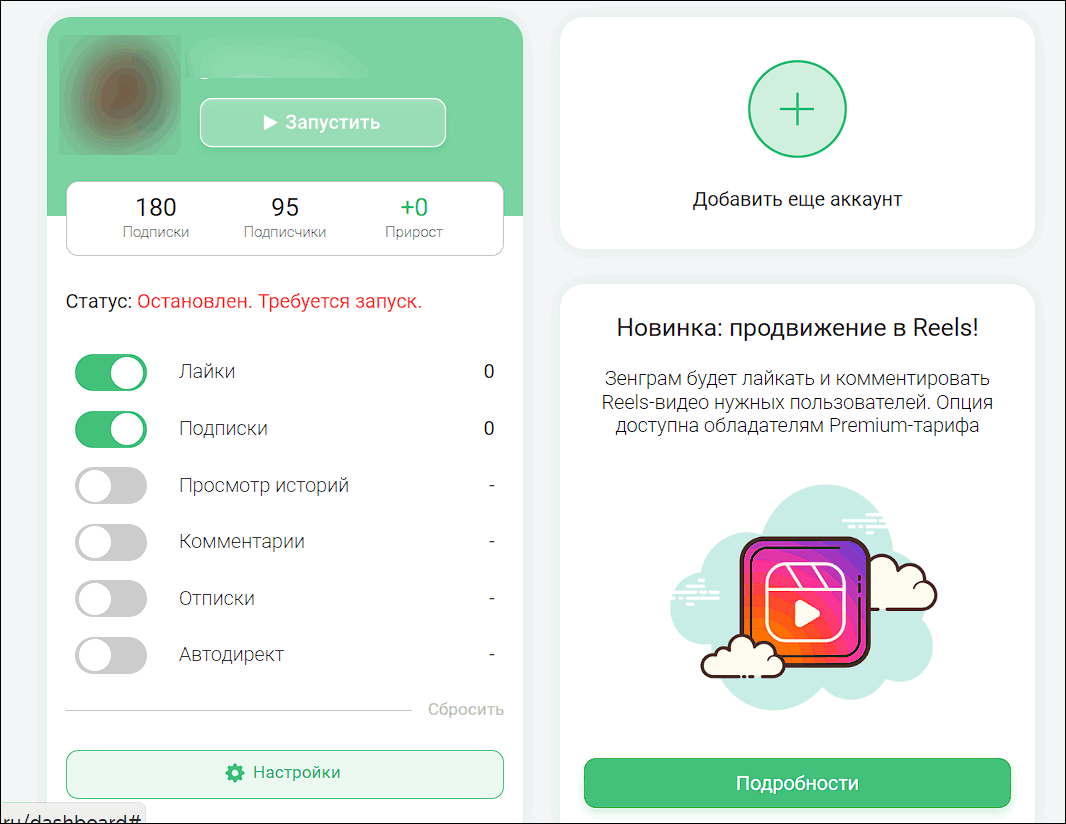 Запустить
180 95 +0
Подписки Подписчики Прирост
Статус: Остановлен. Требуется запуск.
Лайки 0
Подписки 0
Просмотр историй -
Комментарии -
Отписки -
Автодирект -
Сбросить
Настройки
Добавить еще аккаунт
Новинка: продвижение в Reels!
Зенграм будет лайкать и комментировать
Reels-видео нужных пользователей. Опция
доступна обладателям Premium-тарифа
Подробности
ru/dashboard#